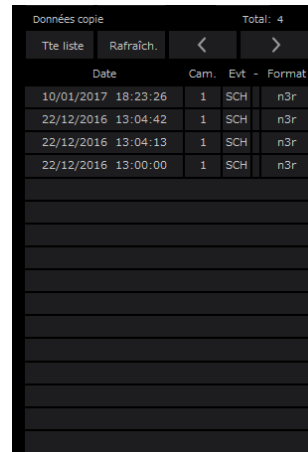 Données copie Total: 4
Tte liste Rafraîch. < >
Date Cam. Evt - Format
10/01/2017 18:23:26 1 SCH n3r
22/12/2016 13:04:42 1 SCH n3r
22/12/2016 13:04:13 1 SCH n3r
22/12/2016 13:00:00 1 SCH n3r